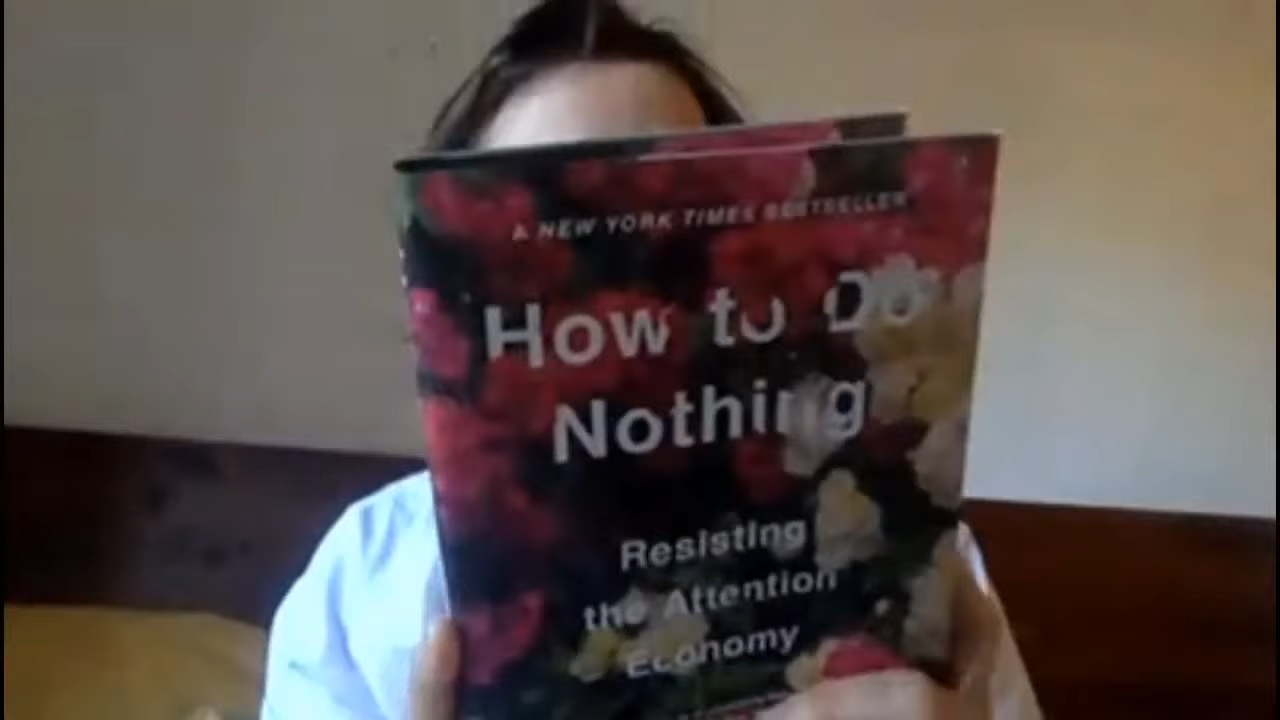 A NEW YORK TIMES BESTSELLER
How to Do
Nothing
Resisting
the Attention
Economy